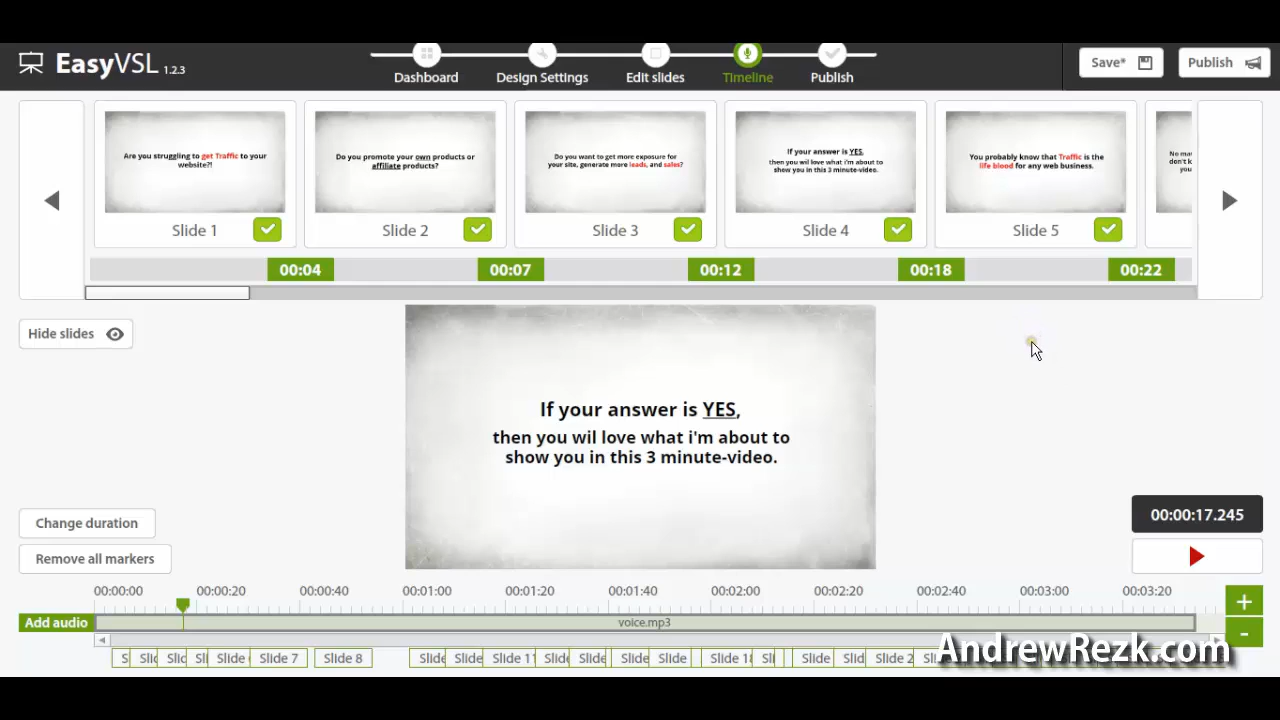 EasyVSL 1.2.3
Dashboard
Design Settings
Edit slides
Timeline
Publish
Save*
Publish
Are you struggling to get Traffic to your
website?!
Slide 1
Do you promote your own products or
affiliate products?
Slide 2
Do you want to get more exposure for
your site, generate more leads, and sales?
Slide 3
If your answer is YES,
then you wil love what i'm about to
show you in this 3 minute-video.
Slide 4
You probably know that Traffic is the
life blood for any web business.
Slide 5
No ma
don't k
you
00:04
00:07
00:12
00:18
00:22
Hide slides
If your answer is YES,
then you wil love what i'm about to
show you in this 3 minute-video.
Change duration
Remove all markers
00:00:17.245
00:00:00
00:00:20
00:00:40
00:01:00
00:01:20
00:01:40
00:02:00
00:02:20
00:02:40
00:03:00
00:03:20
+
Add audio
voice.mp3
-
Slide 7
Slide 8
Slide 11
AndrewRezk.com